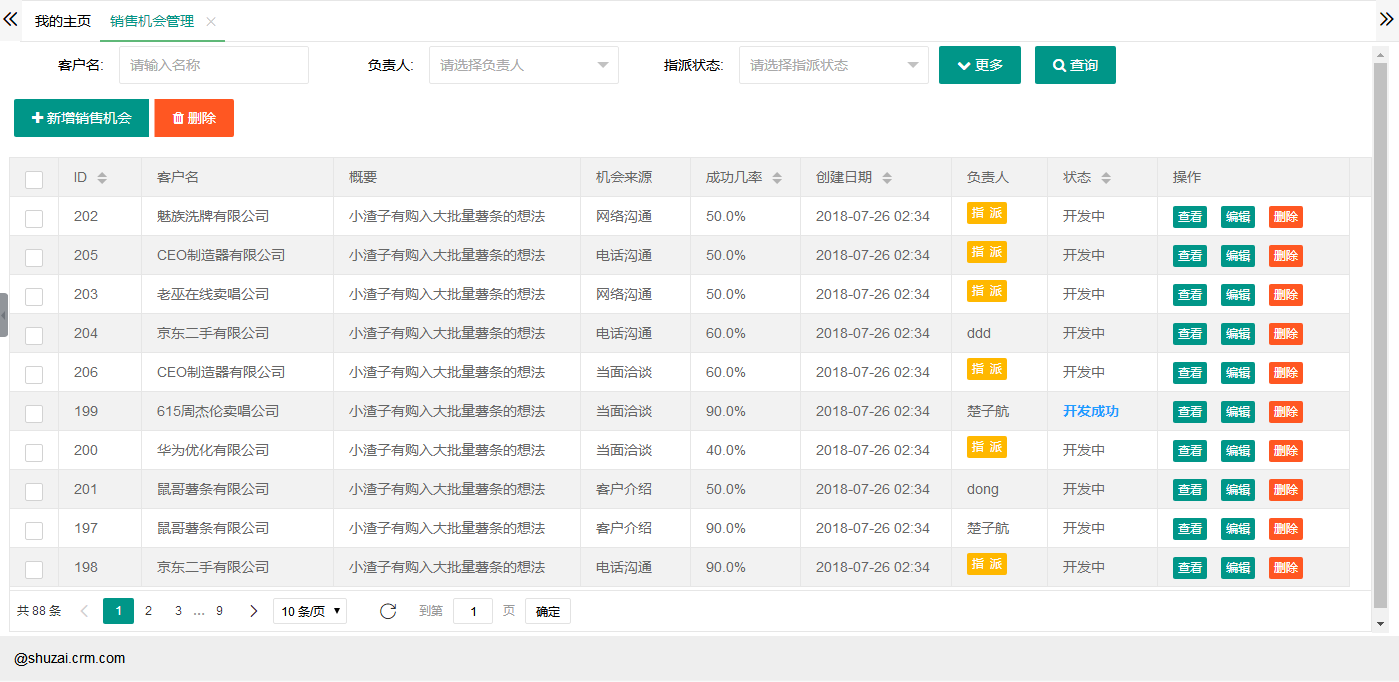 我的主页 销售机会管理
客户名: 请输入名称 负责人: 请选择负责人 指派状态: 请选择指派状态 更多 查询
新增销售机会 删除
ID 客户名 概要 机会来源 成功几率 创建日期 负责人 状态 操作
202 魅族洗牌有限公司 小渣子有购入大批量薯条的想法 网络沟通 50.0% 2018-07-26 02:34 指 派 开发中 查看 编辑 删除
205 CEO制造器有限公司 小渣子有购入大批量薯条的想法 电话沟通 50.0% 2018-07-26 02:34 指 派 开发中 查看 编辑 删除
203 老巫在线卖唱公司 小渣子有购入大批量薯条的想法 网络沟通 50.0% 2018-07-26 02:34 指 派 开发中 查看 编辑 删除
204 京东二手有限公司 小渣子有购入大批量薯条的想法 电话沟通 60.0% 2018-07-26 02:34 ddd 开发中 查看 编辑 删除
206 CEO制造器有限公司 小渣子有购入大批量薯条的想法 当面洽谈 60.0% 2018-07-26 02:34 指 派 开发中 查看 编辑 删除
199 615周杰伦卖唱公司 小渣子有购入大批量薯条的想法 当面洽谈 90.0% 2018-07-26 02:34 楚子航 开发成功 查看 编辑 删除
200 华为优化有限公司 小渣子有购入大批量薯条的想法 当面洽谈 40.0% 2018-07-26 02:34 指 派 开发中 查看 编辑 删除
201 鼠哥薯条有限公司 小渣子有购入大批量薯条的想法 客户介绍 50.0% 2018-07-26 02:34 dong 开发中 查看 编辑 删除
197 鼠哥薯条有限公司 小渣子有购入大批量薯条的想法 客户介绍 90.0% 2018-07-26 02:34 楚子航 开发中 查看 编辑 删除
198 京东二手有限公司 小渣子有购入大批量薯条的想法 电话沟通 90.0% 2018-07-26 02:34 指 派 开发中 查看 编辑 删除
共 88 条 1 2 3 … 9 10 条/页 到第 1 页 确定
@shuzai.crm.com